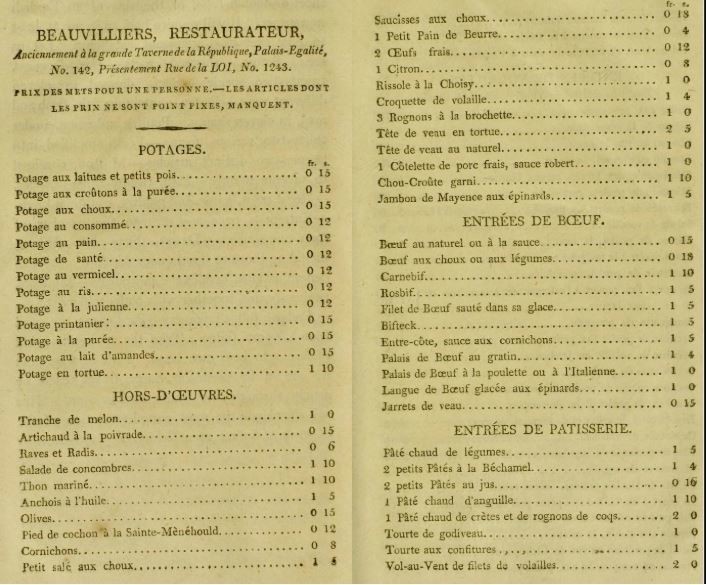 BEAUVILLIERS, RESTAURATEUR,
Anciennement à la grande Taverne de la République, Palais-Egalité,
No. 142, Présentement Rue de la LOI, No. 1243.
PRIX DES METS POUR UNE PERSONNE.—LES ARTICLES DONT
LES PRIX NE SONT POINT FIXES, MANQUENT.
POTAGES.
fr. s.
Potage aux laitues et petits pois..................... 0 15
Potage aux croûtons à la purée..................... 0 15
Potage aux choux..................... 0 15
Potage au consommé..................... 0 12
Potage au pain..................... 0 12
Potage de santé..................... 0 12
Potage au vermicel..................... 0 12
Potage au ris..................... 0 12
Potage à la julienne..................... 0 12
Potage printanier: ..................... 0 15
Potage à la purée..................... 0 15
Potage au lait d'amandes..................... 0 15
Potage en tortue..................... 1 10
HORS-D'ŒUVRES.
Tranche de melon..................... 1 0
Artichaud à la poivrade..................... 0 15
Raves et Radis..................... 0 6
Salade de concombres..................... 1 10
Thon mariné..................... 1 10
Anchois à l'huile..................... 1 5
Olives..................... 0 15
Pied de cochon à la Sainte-Mènéhould..................... 0 12
Cornichons..................... 0 8
Petit salé aux choux..................... 1 5
fr. s.
Saucisses aux choux..................... 0 18
1 Petit Pain de Beurre..................... 0 4
2 Œufs frais..................... 0 12
1 Citron..................... 0 8
Rissole à la Choisy..................... 1 0
Croquette de volaille..................... 1 4
3 Rognons à la brochette..................... 1 0
Tête de veau en tortue..................... 2 5
Tête de veau au naturel..................... 1 0
1 Côtelette de porc frais, sauce robert..................... 1 0
Chou-Croûte garni..................... 1 10
Jambon de Mayence aux épinards..................... 1 5
ENTRÉES DE BŒUF.
Bœuf au naturel ou à la sauce..................... 0 15
Bœuf aux choux ou aux légumes..................... 0 18
Carnebif..................... 1 10
Rosbif..................... 1 5
Filet de Bœuf sauté dans sa glace..................... 1 5
Bifteck..................... 1 5
Entre-côte, sauce aux cornichons..................... 1 5
Palais de Bœuf au gratin..................... 1 4
Palais de Bœuf à la poulette ou à l'Italienne..................... 1 0
Langue de Bœuf glacée aux épinards..................... 1 0
Jarrets de veau..................... 0 15
ENTRÉES DE PATISSERIE.
Pâté chaud de légumes..................... 1 5
2 petits Pâtés à la Béchamel..................... 1 4
2 petits Pâtés au jus..................... 0 16
1 Pâté chaud d'anguille..................... 1 10
1 Pâté chaud de crètes et de rognons de coqs..................... 2 0
Tourte de godiveau..................... 1 0
Tourte aux confitures..................... 1 5
Vol-au-Vent de filets de volailles..................... 2 0